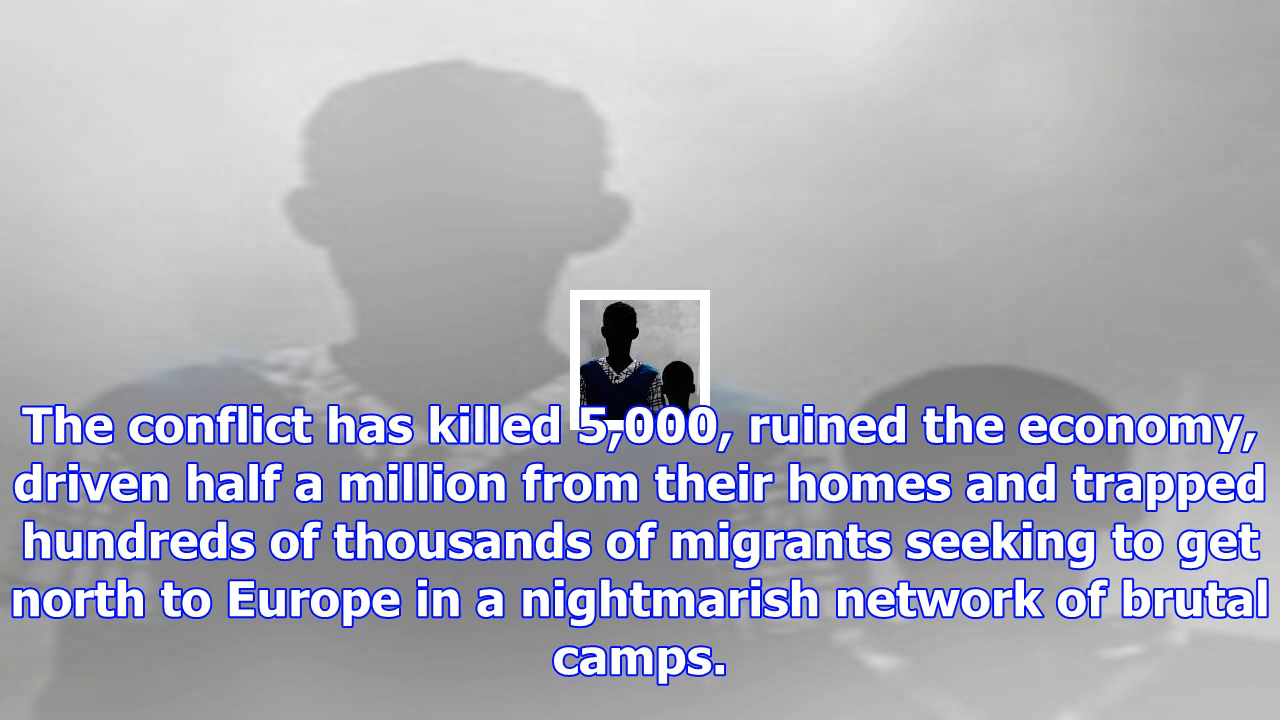 The conflict has killed 5,000, ruined the economy,
driven half a million from their homes and trapped
hundreds of thousands of migrants seeking to get
north to Europe in a nightmarish network of brutal
camps.